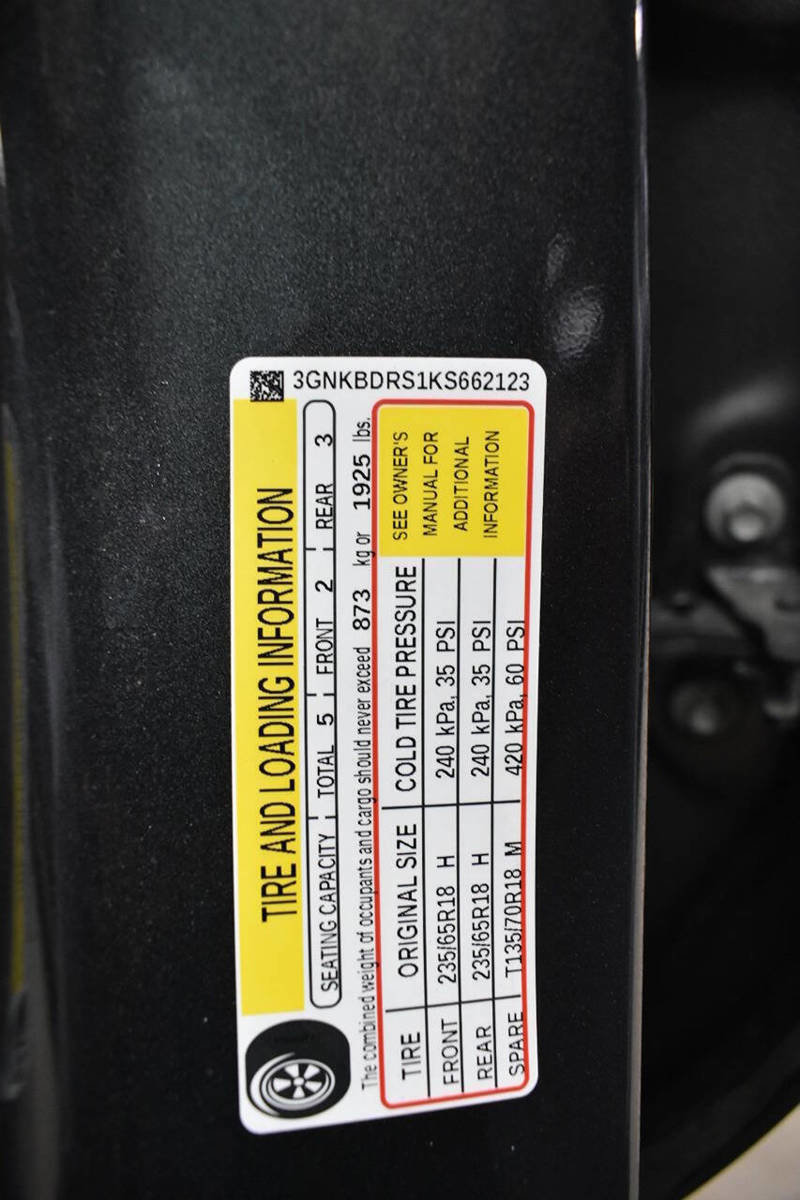 3GNKBDRS1KS662123
TIRE AND LOADING INFORMATION
SEATING CAPACITY TOTAL 5 FRONT 2 REAR 3
The combined weight of occupants and cargo should never exceed 873 kg or 1925 lbs.
TIRE ORIGINAL SIZE COLD TIRE PRESSURE
FRONT 235/65R18 H 240 kPa, 35 PSI
REAR 235/65R18 H 240 kPa, 35 PSI
SPARE T135/70R18 M 420 kPa, 60 PSI
SEE OWNER'S
MANUAL FOR
ADDITIONAL
INFORMATION